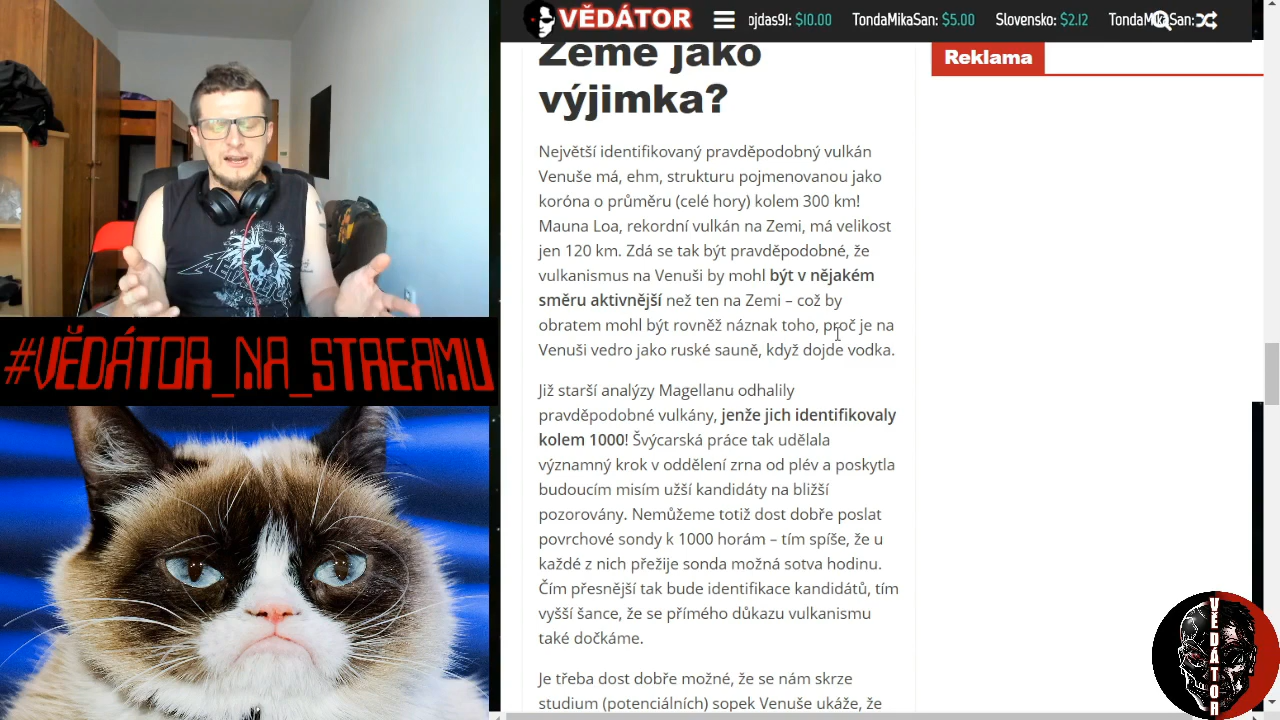 VĚDÁTOR
ojdas91: $10.00 TondaMikaSan: $5.00 Slovensko: $2.12 TondaMikaSan:
Země jako
výjimka?
Reklama
Největší identifikovaný pravděpodobný vulkán
Venuše má, ehm, strukturu pojmenovanou jako
koróna o průměru (celé hory) kolem 300 km!
Mauna Loa, rekordní vulkán na Zemi, má velikost
jen 120 km. Zdá se tak být pravděpodobné, že
vulkanismus na Venuši by mohl být v nějakém
směru aktivnější než ten na Zemi – což by
obratem mohl být rovněž náznak toho, proč je na
Venuši vedro jako ruské sauně, když dojde vodka.
Již starší analýzy Magellanu odhalily
pravděpodobné vulkány, jenže jich identifikovaly
kolem 1000! Švýcarská práce tak udělala
významný krok v oddělení zrna od plév a poskytla
budoucím misím užší kandidáty na bližší
pozorovány. Nemůžeme totiž dost dobře poslat
povrchové sondy k 1000 horám – tím spíše, že u
každé z nich přežije sonda možná sotva hodinu.
Čím přesnější tak bude identifikace kandidátů, tím
vyšší šance, že se přímého důkazu vulkanismu
také dočkáme.
Je třeba dost dobře možné, že se nám skrze
studium (potenciálních) sopek Venuše ukáže, že
#VĚDÁTOR_NA_STREAMU
VĚDÁTOR